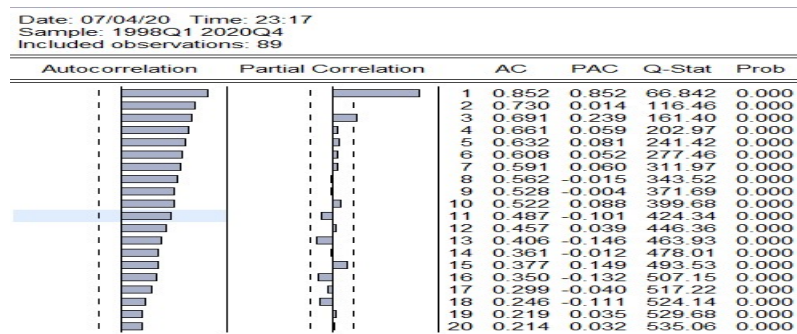 Date: 07/04/20 Time: 23:17
Sample: 1998Q1 2020Q4
Included observations: 89
Autocorrelation Partial Correlation AC PAC Q-Stat Prob
1 0.852 0.852 66.842 0.000
2 0.730 0.014 116.46 0.000
3 0.691 0.239 161.40 0.000
4 0.661 0.059 202.97 0.000
5 0.632 0.081 241.42 0.000
6 0.608 0.052 277.46 0.000
7 0.591 0.060 311.97 0.000
8 0.562 -0.015 343.52 0.000
9 0.528 -0.004 371.69 0.000
10 0.522 0.088 399.68 0.000
11 0.487 -0.101 424.34 0.000
12 0.457 0.039 446.36 0.000
13 0.406 -0.146 463.93 0.000
14 0.361 -0.012 478.01 0.000
15 0.377 0.149 493.53 0.000
16 0.350 -0.132 507.15 0.000
17 0.299 -0.040 517.22 0.000
18 0.246 -0.111 524.14 0.000
19 0.219 0.035 529.68 0.000
20 0.214 0.032 535.06 0.000